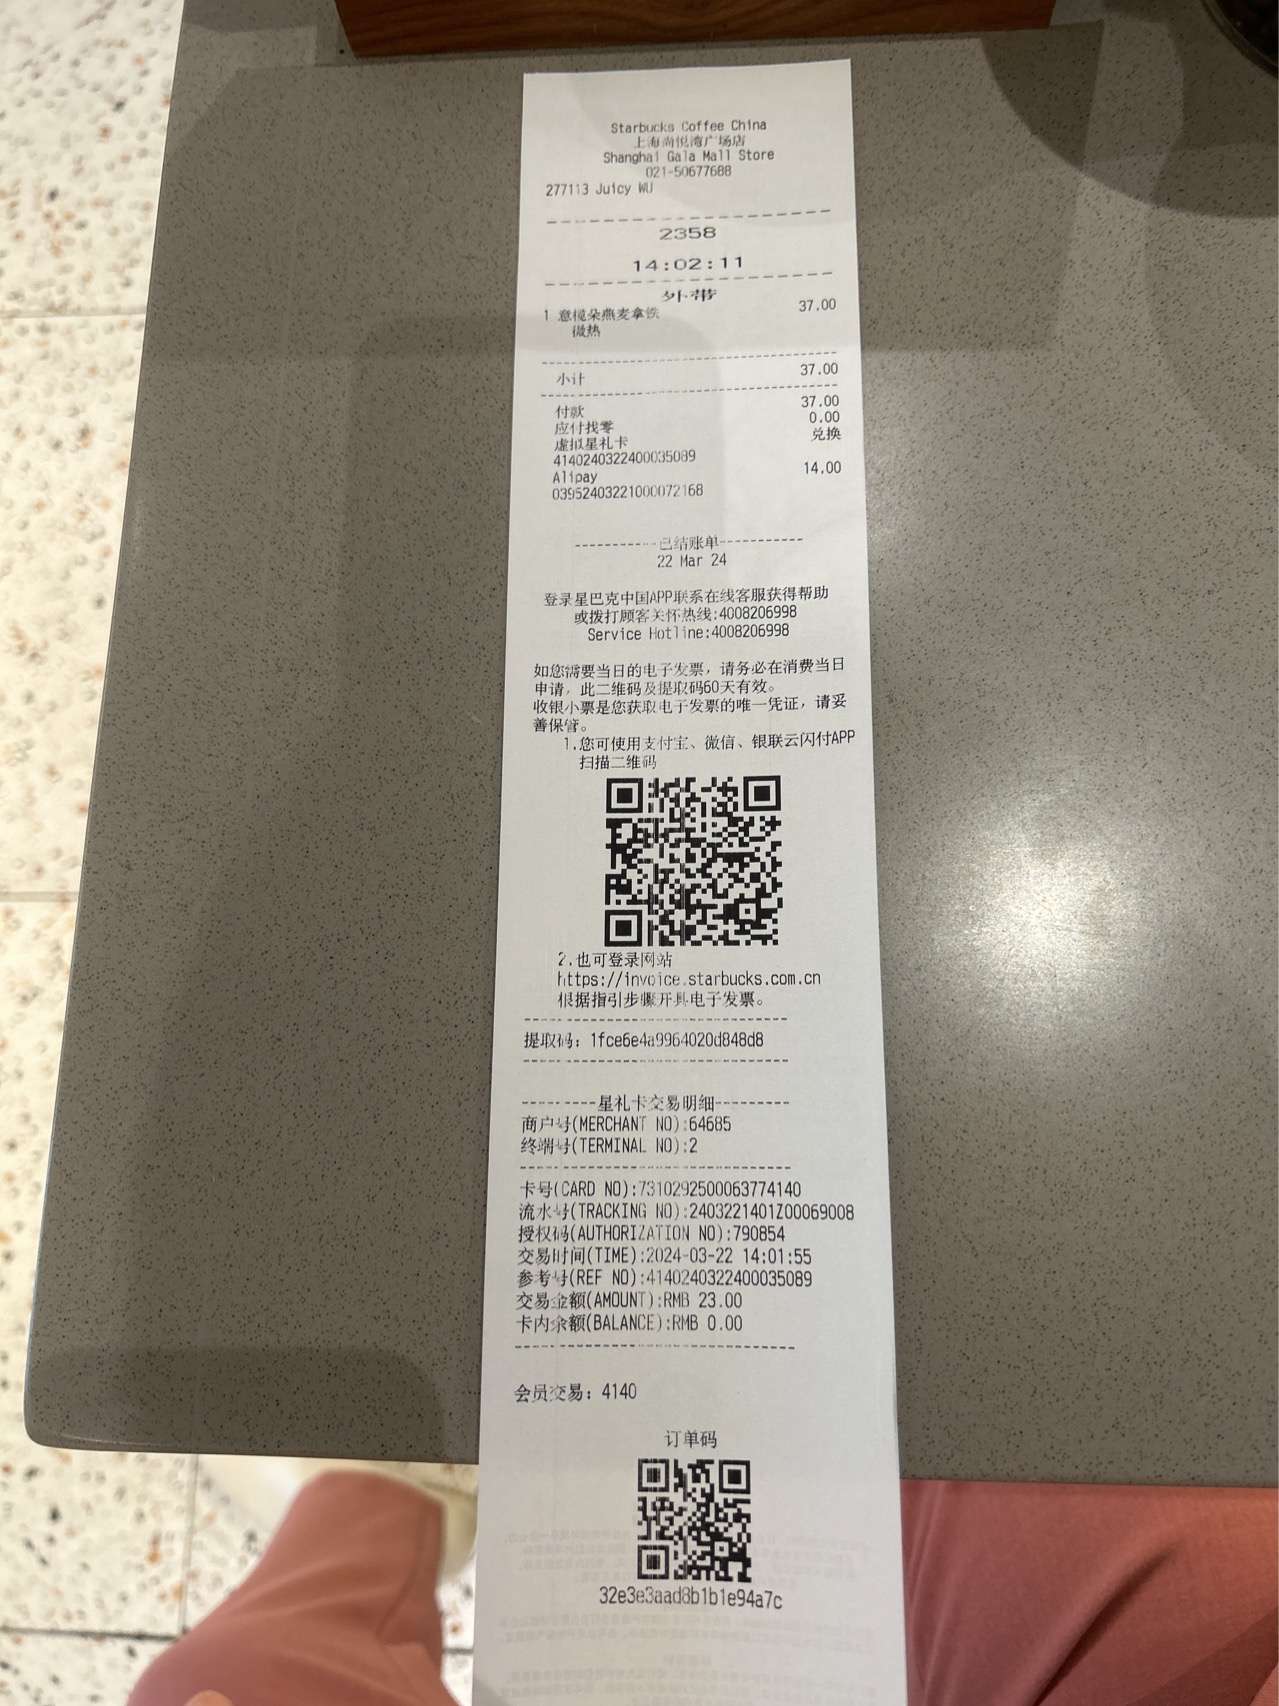 Starbucks Coffee China
上海尚悦湾广场店
Shanghai Gala Mall Store
021-50677688
277113 Juicy WU
2358
14:02:11
外带
1 意榄朵燕麦拿铁 37.00
微热
小计 37.00
付款 37.00
应付找零 0.00
虚拟星礼卡 兑换
4140240322400035089
Alipay 14.00
03952403221000072168
-----------已结账单-----------
22 Mar 24
登录星巴克中国APP联系在线客服获得帮助
或拨打顾客关怀热线:4008206998
Service Hotline:4008206998
如您需要当日的电子发票，请务必在消费当日
申请，此二维码及提取码60天有效。
收银小票是您获取电子发票的唯一凭证，请妥
善保管。
1.您可使用支付宝、微信、银联云闪付APP
扫描二维码
2.也可登录网站
https://invoice.starbucks.com.cn
根据指引步骤开具电子发票。
提取码：1fce6e4a9964020d848d8
----------星礼卡交易明细----------
商户号(MERCHANT NO):64685
终端号(TERMINAL NO):2
卡号(CARD NO):7310292500063774140
流水号(TRACKING NO):2403221401Z00069008
授权码(AUTHORIZATION NO):790854
交易时间(TIME):2024-03-22 14:01:55
参考号(REF NO):4140240322400035089
交易金额(AMOUNT):RMB 23.00
卡内余额(BALANCE):RMB 0.00
会员交易：4140
订单码
32e3e3aad8b1b1e94a7c